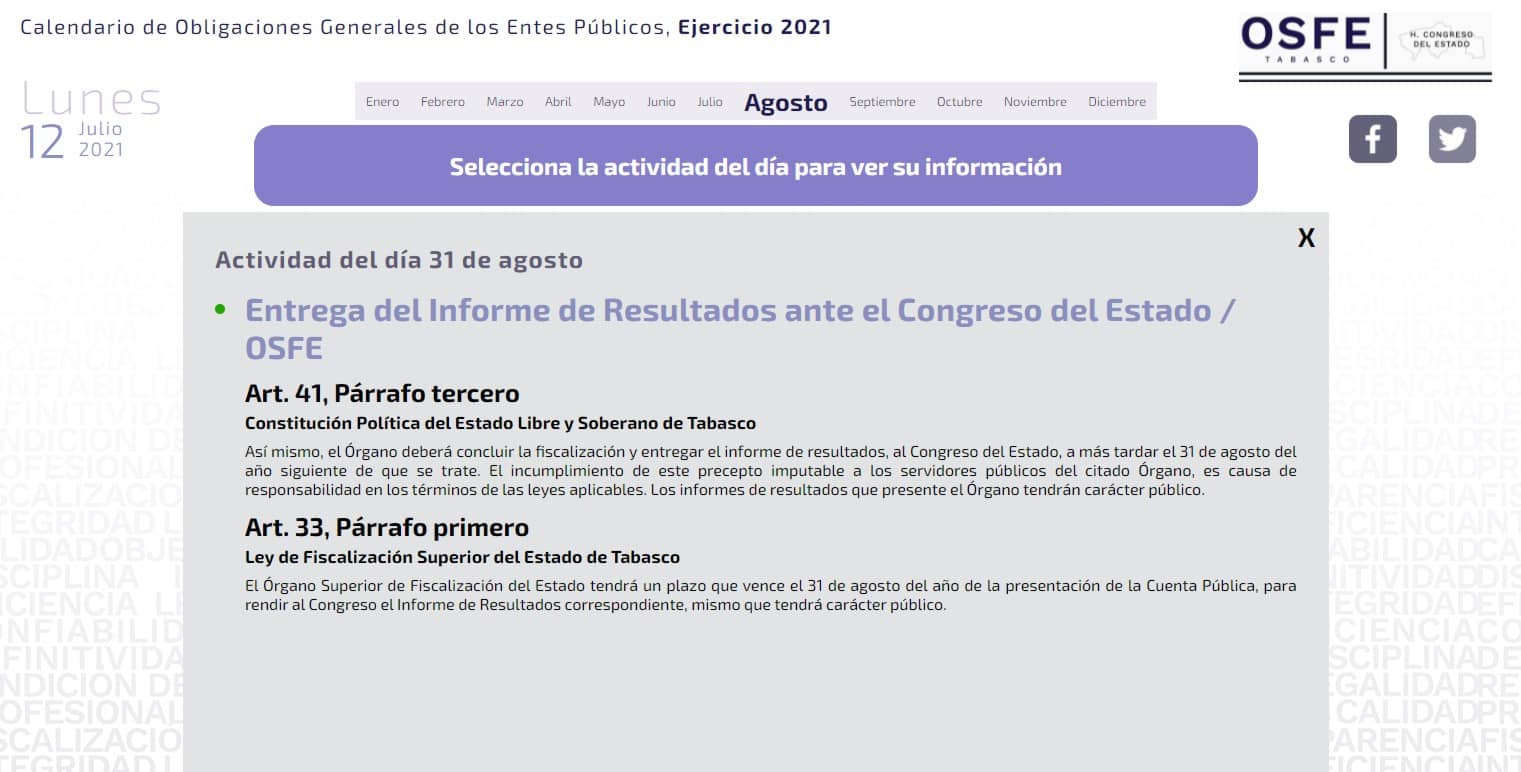 Calendario de Obligaciones Generales de los Entes Públicos, Ejercicio 2021
OSFE
TABASCO
H. CONGRESO
DEL ESTADO
Lunes
12 Julio
2021
Enero Febrero Marzo Abril Mayo Junio Julio Agosto Septiembre Octubre Noviembre Diciembre
Selecciona la actividad del día para ver su información
X
Actividad del día 31 de agosto
Entrega del Informe de Resultados ante el Congreso del Estado /
OSFE
Art. 41, Párrafo tercero
Constitución Política del Estado Libre y Soberano de Tabasco
Así mismo, el Órgano deberá concluir la fiscalización y entregar el informe de resultados, al Congreso del Estado, a más tardar el 31 de agosto del
año siguiente de que se trate. El incumplimiento de este precepto imputable a los servidores públicos del citado Órgano, es causa de
responsabilidad en los términos de las leyes aplicables. Los informes de resultados que presente el Órgano tendrán carácter público.
Art. 33, Párrafo primero
Ley de Fiscalización Superior del Estado de Tabasco
El Órgano Superior de Fiscalización del Estado tendrá un plazo que vence el 31 de agosto del año de la presentación de la Cuenta Pública, para
rendir al Congreso el Informe de Resultados correspondiente, mismo que tendrá carácter público.